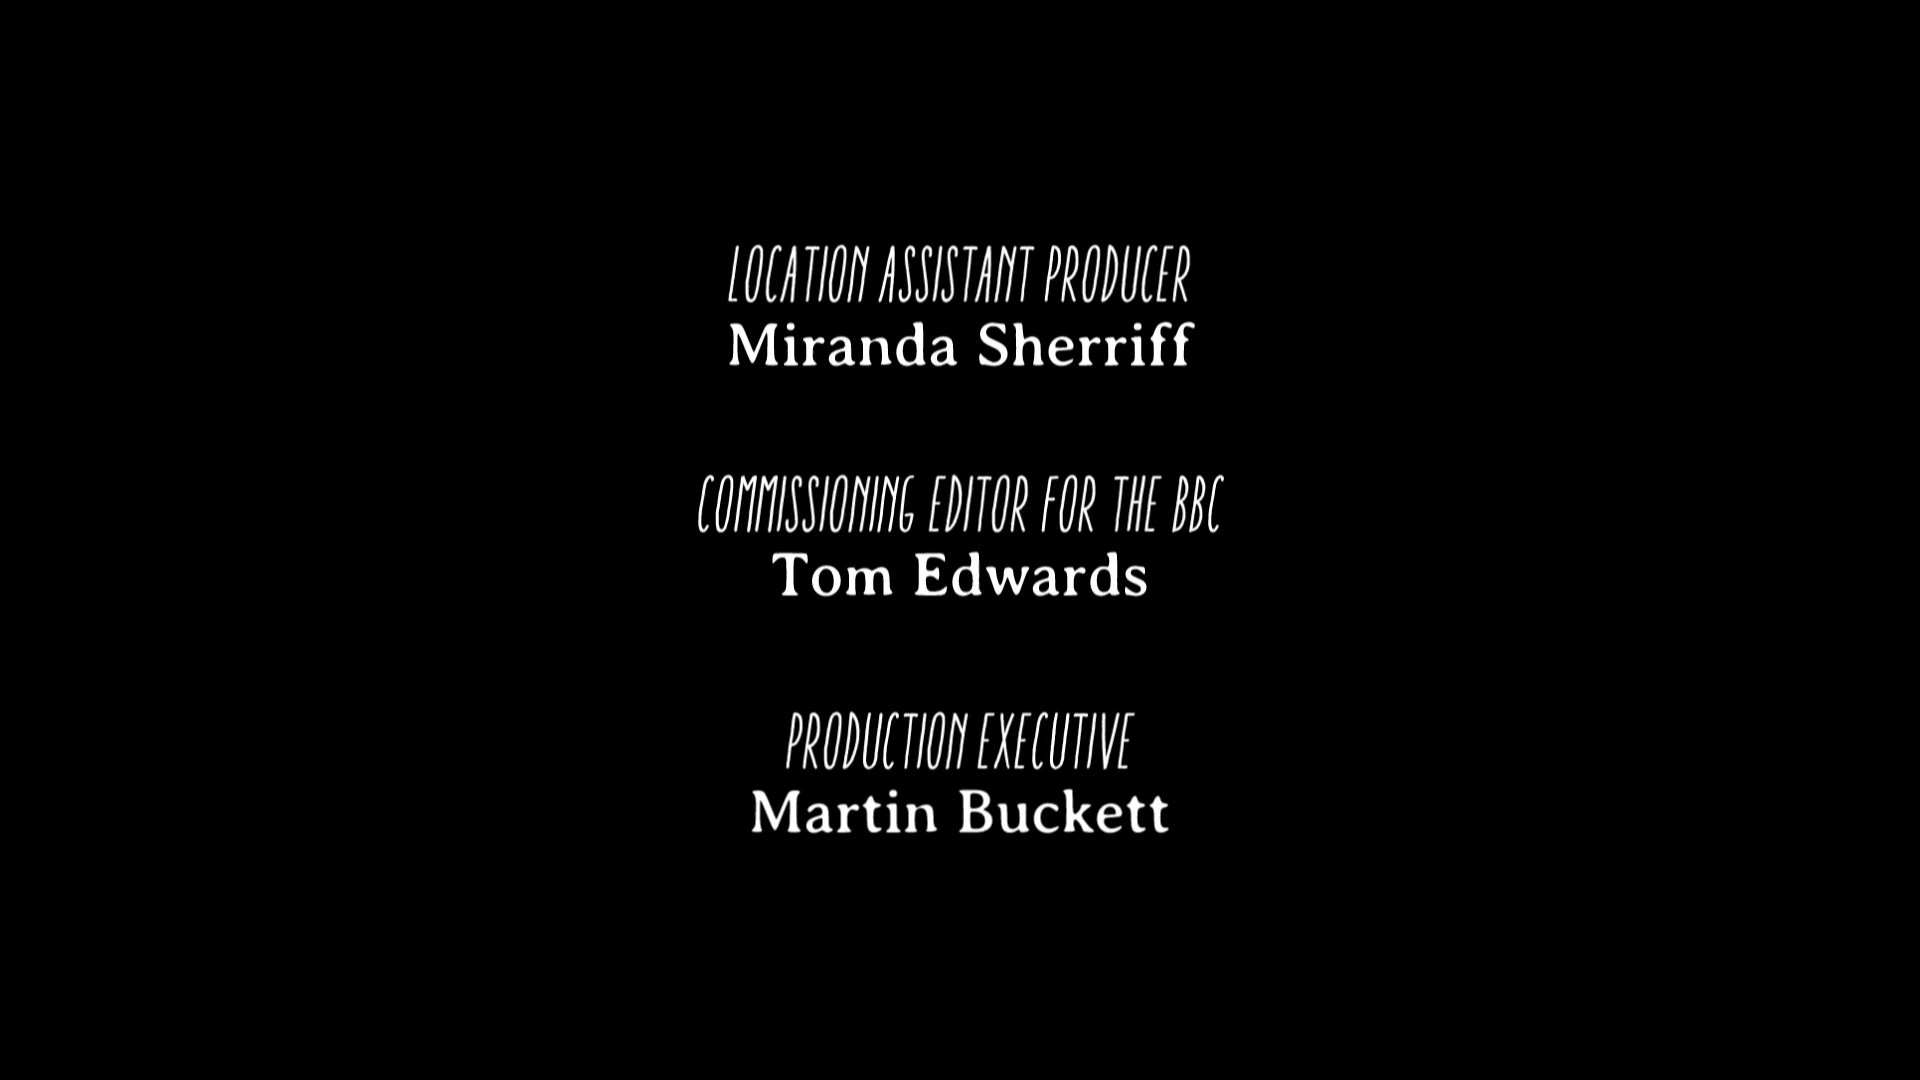 LOCATION ASSISTANT PRODUCER
Miranda Sherriff
COMMISSIONING EDITOR FOR THE BBC
Tom Edwards
PRODUCTION EXECUTIVE
Martin Buckett